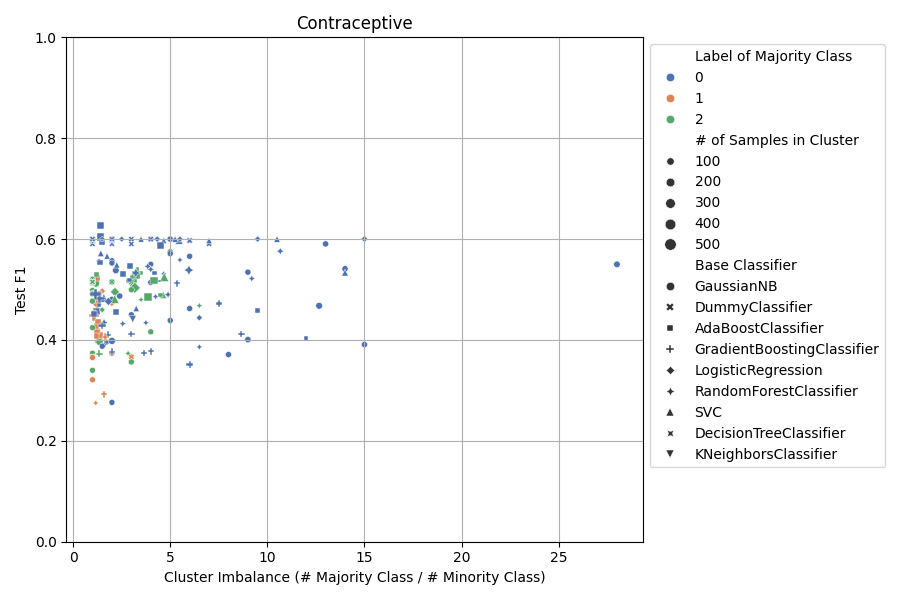 Contraceptive
1.0
0.8
0.6
0.4
0.2
0.0
Test F1
0
5
10
15
20
25
Cluster Imbalance (# Majority Class / # Minority Class)
Label of Majority Class
0
1
2
# of Samples in Cluster
100
200
300
400
500
Base Classifier
GaussianNB
DummyClassifier
AdaBoostClassifier
GradientBoostingClassifier
LogisticRegression
RandomForestClassifier
SVC
DecisionTreeClassifier
KNeighborsClassifier